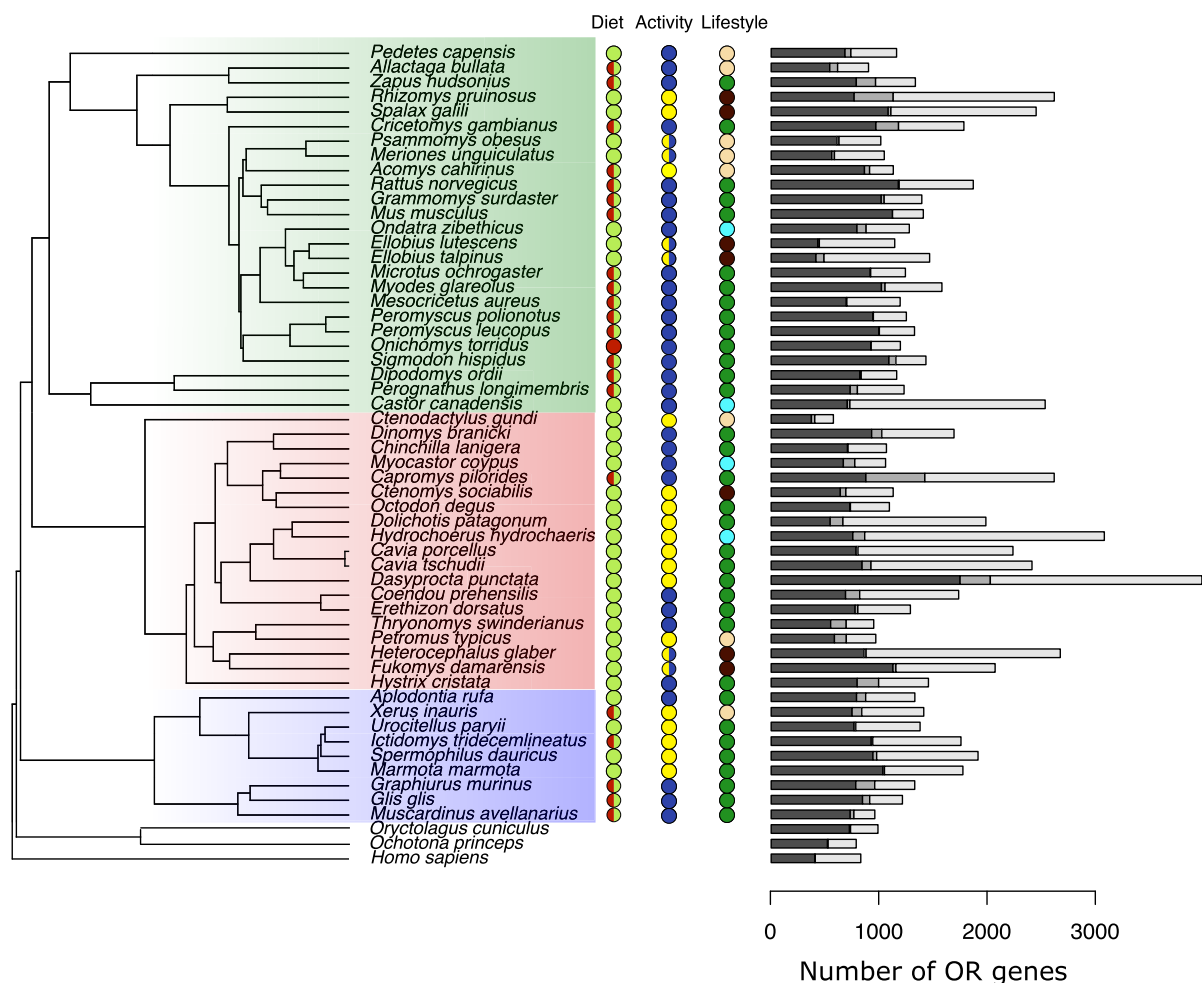 Diet Activity Lifestyle
Pedetes capensis
Allactaga bullata
Zapus hudsonius
Rhizomys pruinosus
Spalax galili
Cricetomys gambianus
Psammomys obesus
Meriones unguiculatus
Acomys cahirinus
Rattus norvegicus
Grammomys surdaster
Mus musculus
Ondatra zibethicus
Ellobius lutescens
Ellobius talpinus
Microtus ochrogaster
Myodes glareolus
Mesocricetus aureus
Peromyscus polionotus
Peromyscus leucopus
Onichomys torridus
Sigmodon hispidus
Dipodomys ordii
Perognathus longimembris
Castor canadensis
Ctenodactylus gundi
Dinomys branicki
Chinchilla lanigera
Myocastor coypus
Capromys pilorides
Ctenomys sociabilis
Octodon degus
Dolichotis patagonum
Hydrochoerus hydrochaeris
Cavia porcellus
Cavia tschudii
Dasyprocta punctata
Coendou prehensilis
Erethizon dorsatus
Thryonomys swinderianus
Petromus typicus
Heterocephalus glaber
Fukomys damarensis
Hystrix cristata
Aplodontia rufa
Xerus inauris
Urocitellus paryii
Ictidomys tridecemlineatus
Spermophilus dauricus
Marmota marmota
Graphiurus murinus
Glis glis
Muscardinus avellanarius
Oryctolagus cuniculus
Ochotona princeps
Homo sapiens
0 1000 2000 3000
Number of OR genes